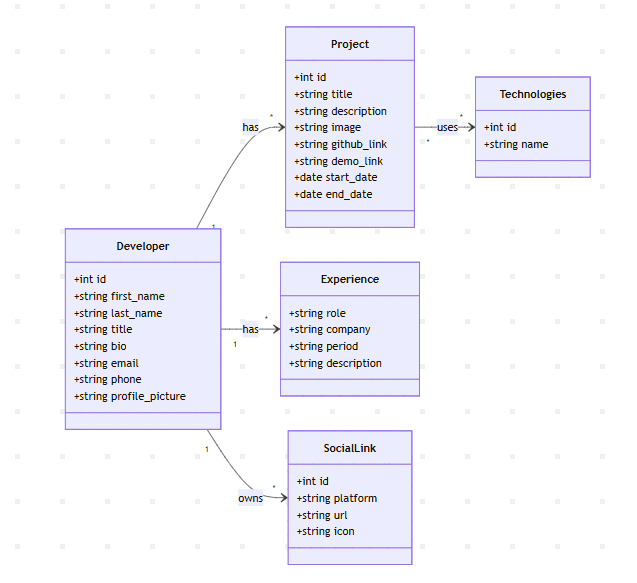 Project
+int id
+string title
+string description
+string image
+string github_link
+string demo_link
+date start_date
+date end_date
Technologies
+int id
+string name
has
*
1
uses
*
*
Developer
+int id
+string first_name
+string last_name
+string title
+string bio
+string email
+string phone
+string profile_picture
Experience
+string role
+string company
+string period
+string description
has
*
1
SocialLink
+int id
+string platform
+string url
+string icon
1
owns
*